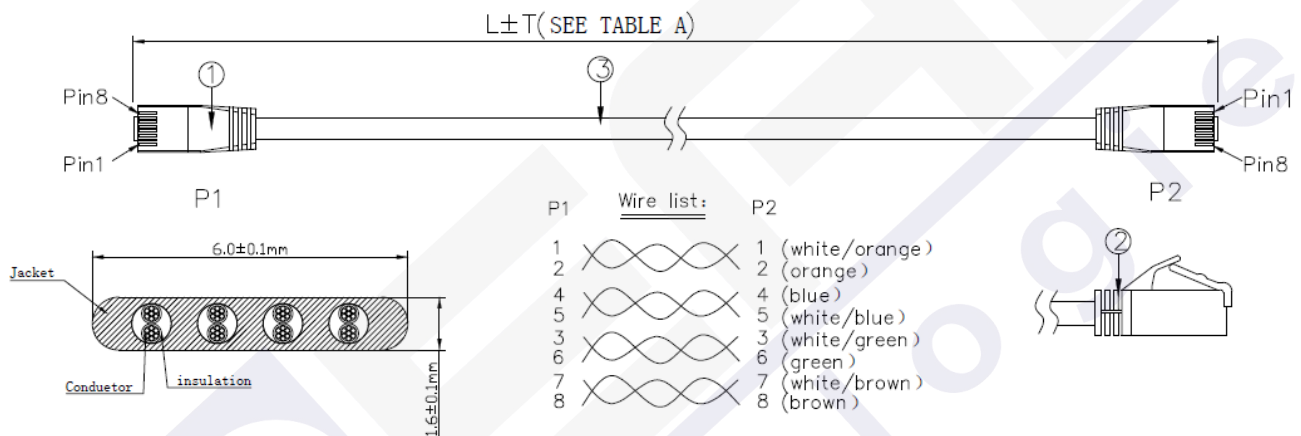 L±T(SEE TABLE A)
1
3
Pin8
Pin1
Pin1
Pin8
P1
P2
Wire list:
P1
P2
1 1 (white/orange)
2 2 (orange)
4 4 (blue)
5 5 (white/blue)
3 3 (white/green)
6 6 (green)
7 7 (white/brown)
8 8 (brown)
6.0±0.1mm
Jacket
Conduetor
insulation
1.6±0.1mm
2
ogie